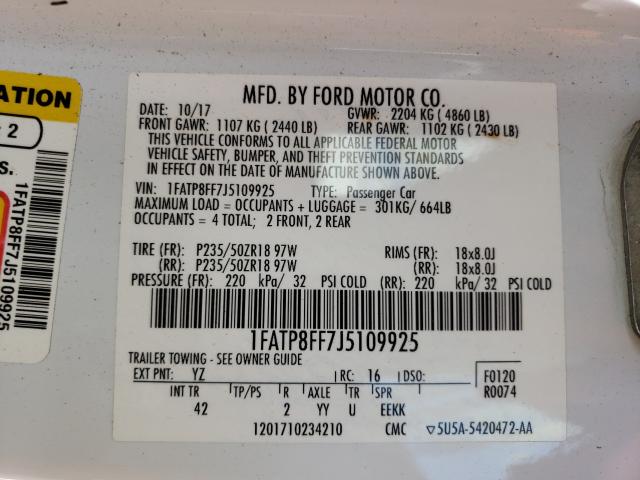 ATION
2
s.
1FATP8FF7J5109925
MFD. BY FORD MOTOR CO.
DATE: 10/17 GVWR: 2204 KG ( 4860 LB)
FRONT GAWR: 1107 KG ( 2440 LB) REAR GAWR: 1102 KG ( 2430 LB)
THIS VEHICLE CONFORMS TO ALL APPLICABLE FEDERAL MOTOR
VEHICLE SAFETY, BUMPER, AND THEFT PREVENTION STANDARDS
IN EFFECT ON THE DATE OF MANUFACTURE SHOWN ABOVE.
VIN: 1FATP8FF7J5109925 TYPE: Passenger Car
MAXIMUM LOAD = OCCUPANTS + LUGGAGE = 301KG/ 664LB
OCCUPANTS = 4 TOTAL; 2 FRONT, 2 REAR
TIRE (FR): P235/50ZR18 97W RIMS (FR): 18x8.0J
(RR): P235/50ZR18 97W (RR): 18x8.0J
PRESSURE (FR): 220 kPa/ 32 PSI COLD (RR): 220 kPa/ 32 PSI COLD
1FATP8FF7J5109925
TRAILER TOWING - SEE OWNER GUIDE
EXT PNT: YZ RC: 16 DSO: F0120
R0074
INT TR TP/PS R AXLE TR SPR
42 2 YY U EEKK
1201710234210 CMC ▽5U5A-5420472-AA